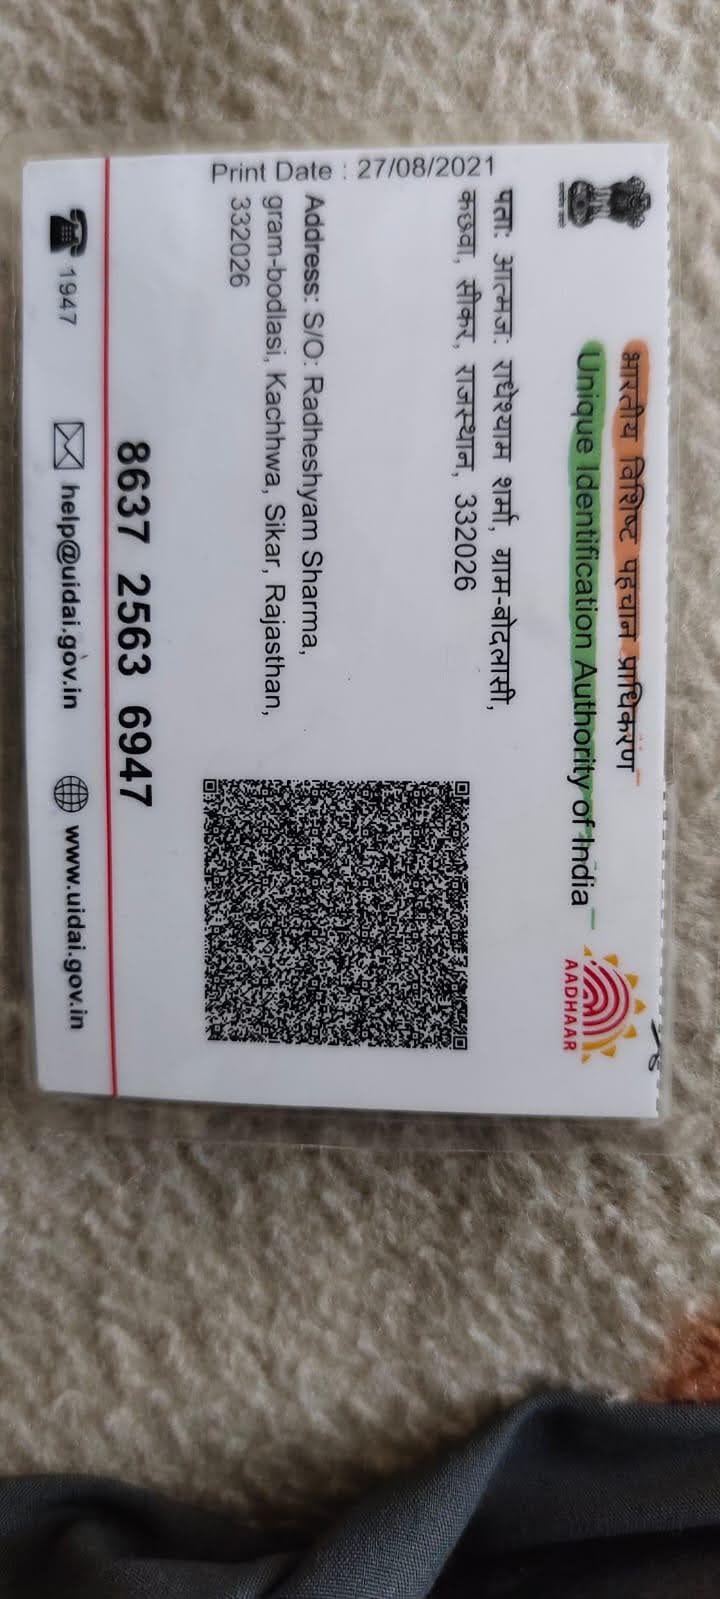 भारतीय विशिष्ट पहचान प्राधिकरण
Unique Identification Authority of India
AADHAAR
पता: आत्मज: राधेश्याम शर्मा, ग्राम-बोदलासी,
कछवा, सीकर, राजस्थान, 332026
Address: S/O: Radheshyam Sharma,
gram-bodlasi, Kachhwa, Sikar, Rajasthan,
332026
Print Date : 27/08/2021
8637 2563 6947
1947
help@uidai.gov.in
www.uidai.gov.in